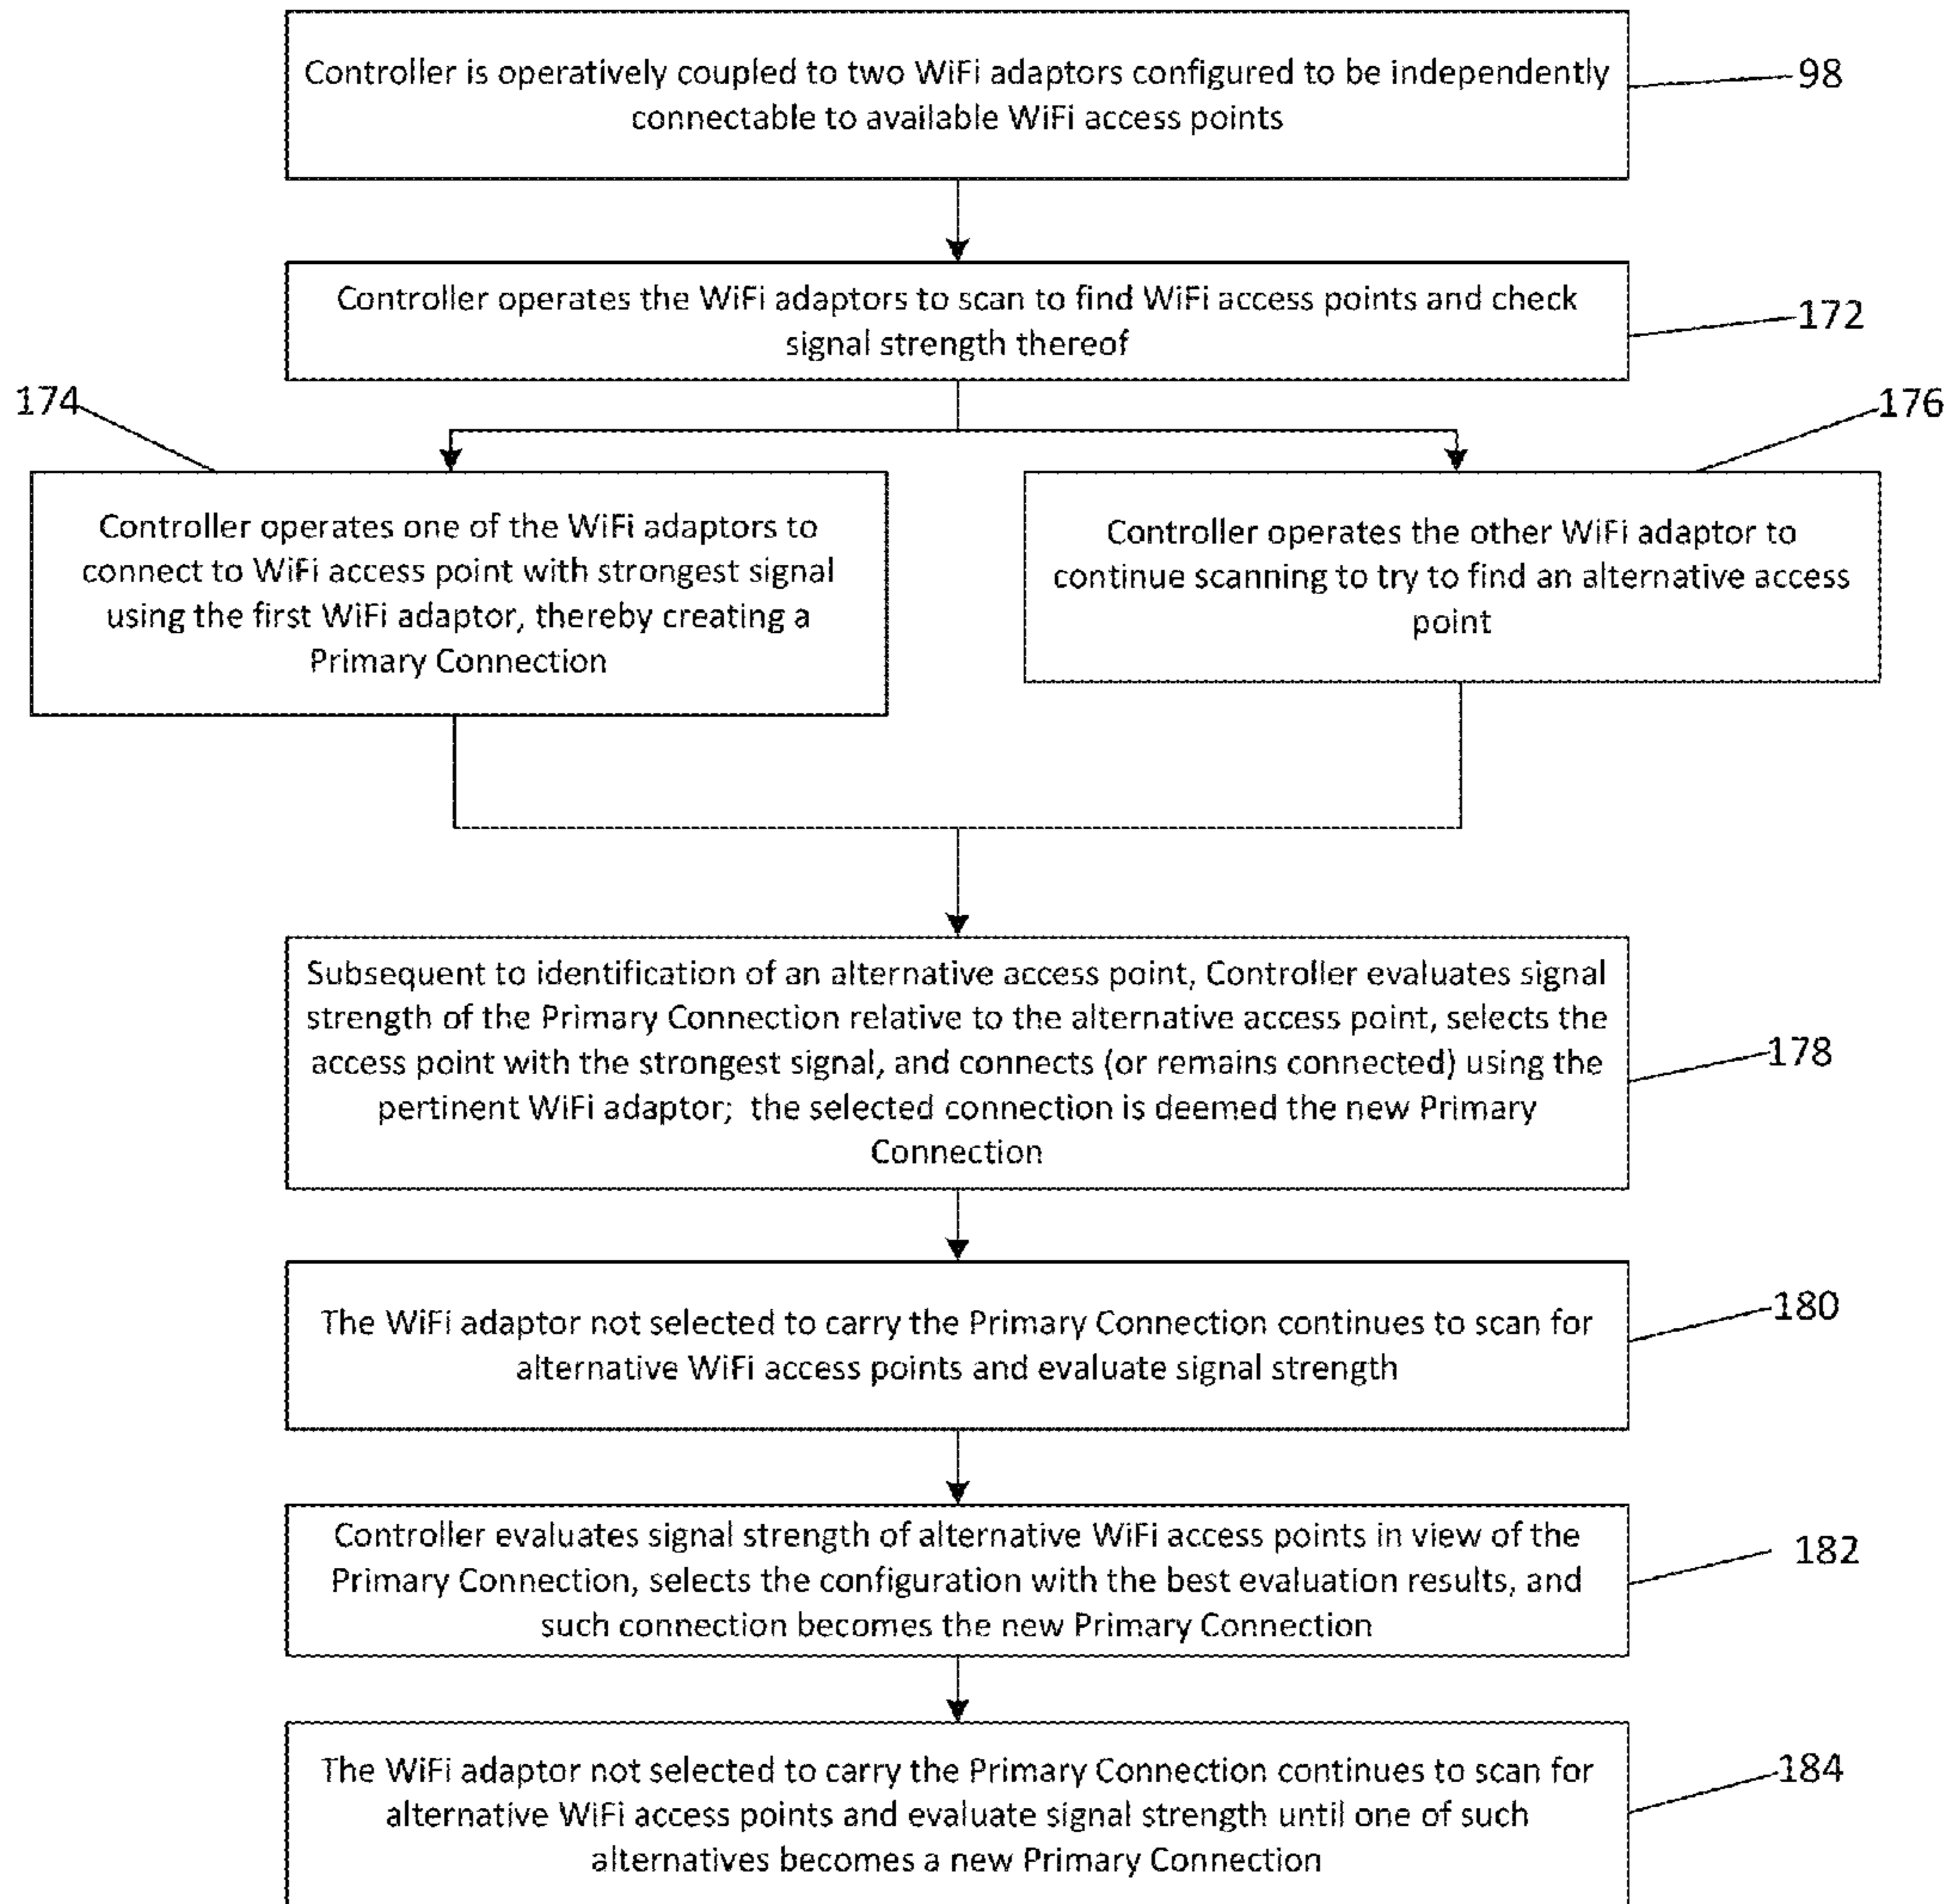 Controller is operatively coupled to two WiFi adaptors configured to be independently
connectable to available WiFi access points
98
Controller operates the WiFi adaptors to scan to find WiFi access points and check
signal strength thereof
172
174
176
Controller operates one of the WiFi adaptors to
connect to WiFi access point with strongest signal
using the first WiFi adaptor, thereby creating a
Primary Connection
Controller operates the other WiFi adaptor to
continue scanning to try to find an alternative access
point
Subsequent to identification of an alternative access point, Controller evaluates signal
strength of the Primary Connection relative to the alternative access point, selects the
access point with the strongest signal, and connects (or remains connected) using the
pertinent WiFi adaptor; the selected connection is deemed the new Primary
Connection
178
The WiFi adaptor not selected to carry the Primary Connection continues to scan for
alternative WiFi access points and evaluate signal strength
180
Controller evaluates signal strength of alternative WiFi access points in view of the
Primary Connection, selects the configuration with the best evaluation results, and
such connection becomes the new Primary Connection
182
The WiFi adaptor not selected to carry the Primary Connection continues to scan for
alternative WiFi access points and evaluate signal strength until one of such
alternatives becomes a new Primary Connection
184